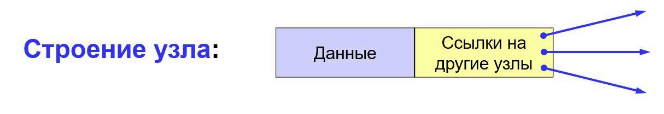 Строение узла:
Данные
Ссылки на
другие узлы